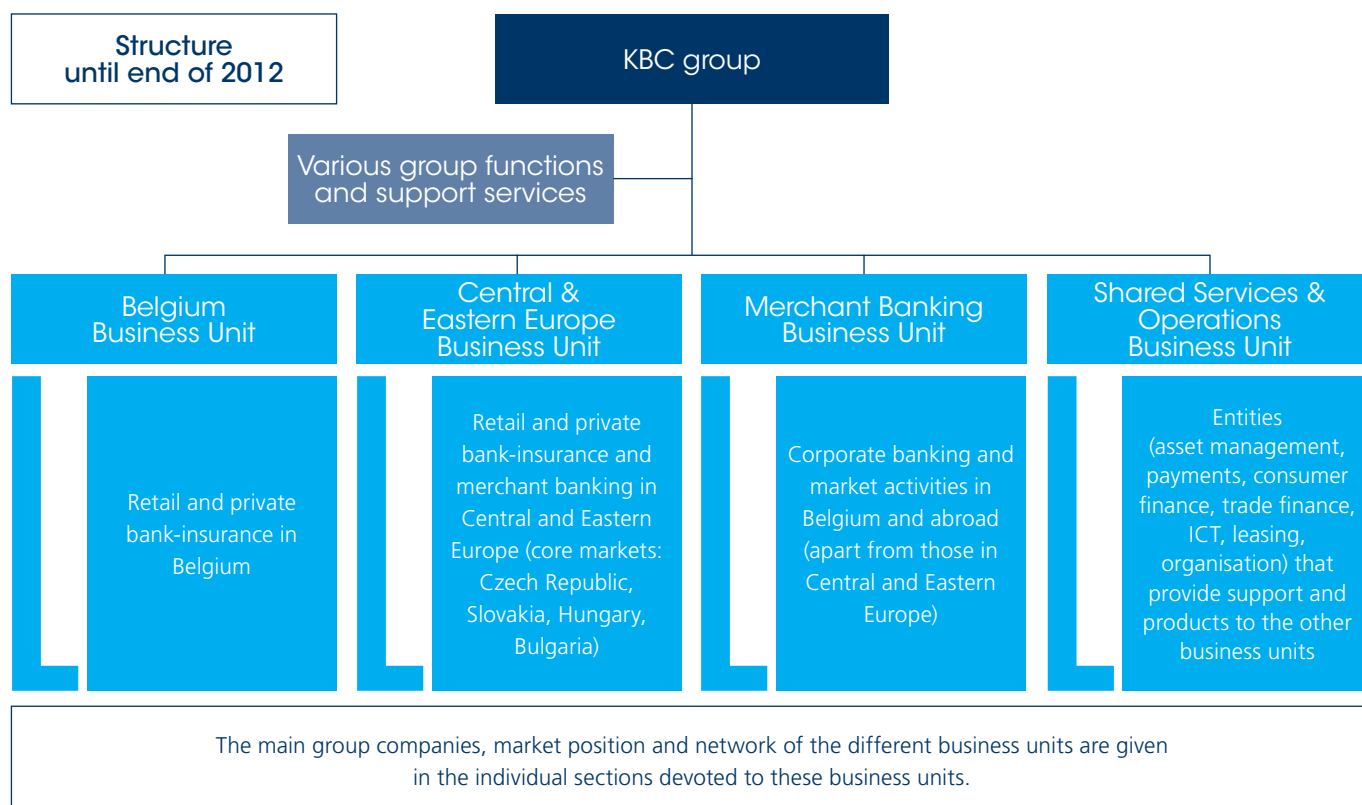 Structure
until end of 2012
KBC group
Various group functions
and support services
Belgium
Business Unit
Central &
Eastern Europe
Business Unit
Merchant Banking
Business Unit
Shared Services &
Operations
Business Unit
Retail and private
bank-insurance in
Belgium
Retail and private
bank-insurance and
merchant banking in
Central and Eastern
Europe (core markets:
Czech Republic,
Slovakia, Hungary,
Bulgaria)
Corporate banking and
market activities in
Belgium and abroad
(apart from those in
Central and Eastern
Europe)
Entities
(asset management,
payments, consumer
finance, trade finance,
ICT, leasing,
organisation) that
provide support and
products to the other
business units
The main group companies, market position and network of the different business units are given
in the individual sections devoted to these business units.